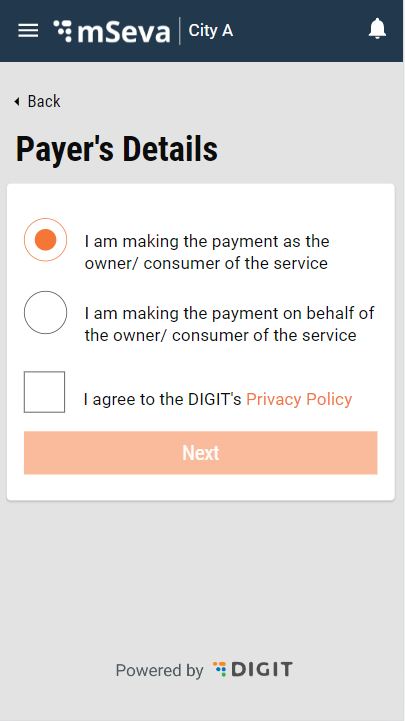 mSeva City A
Back
Payer's Details
I am making the payment as the
owner/ consumer of the service
I am making the payment on behalf of
the owner/ consumer of the service
I agree to the DIGIT's Privacy Policy
Next
Powered by DIGIT